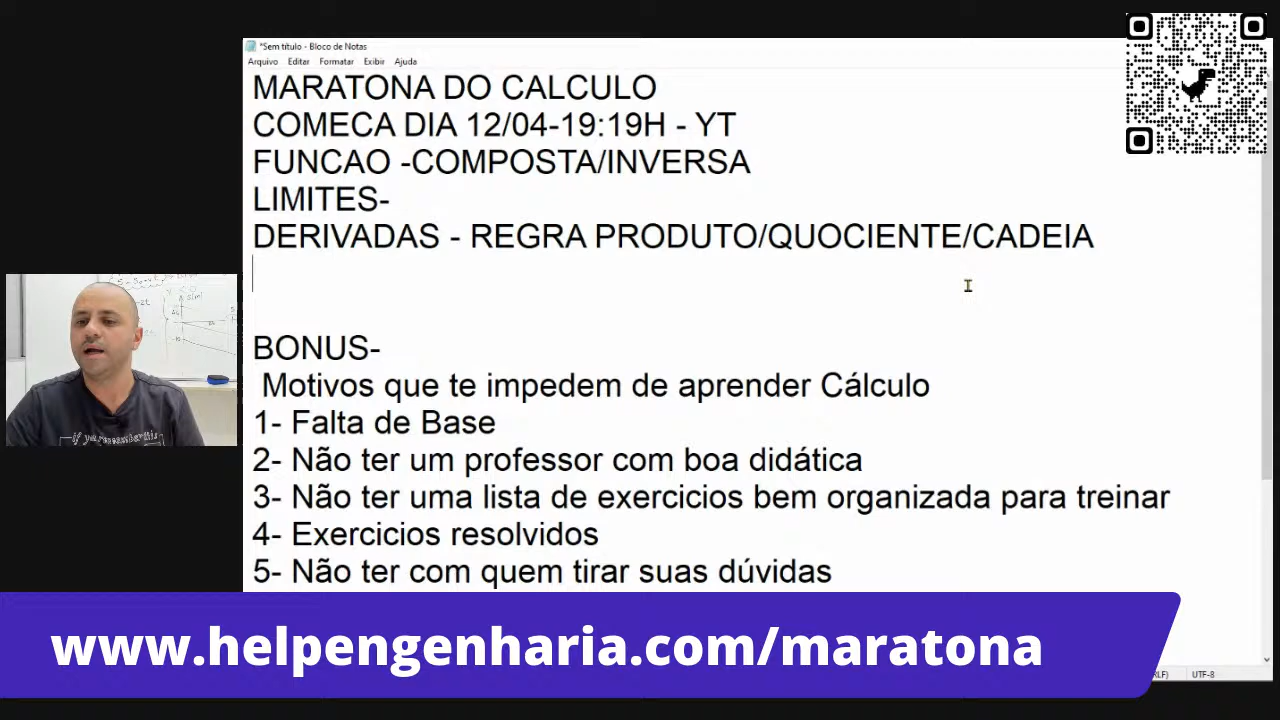 *Sem título - Bloco de Notas
Arquivo Editar Formatar Exibir Ajuda
MARATONA DO CALCULO
COMECA DIA 12/04-19:19H - YT
FUNCAO -COMPOSTA/INVERSA
LIMITES-
DERIVADAS - REGRA PRODUTO/QUOCIENTE/CADEIA
BONUS-
Motivos que te impedem de aprender Cálculo
1- Falta de Base
2- Não ter um professor com boa didática
3- Não ter uma lista de exercicios bem organizada para treinar
4- Exercicios resolvidos
5- Não ter com quem tirar suas dúvidas
www.helpengenharia.com/maratona
RLF) UTF-8